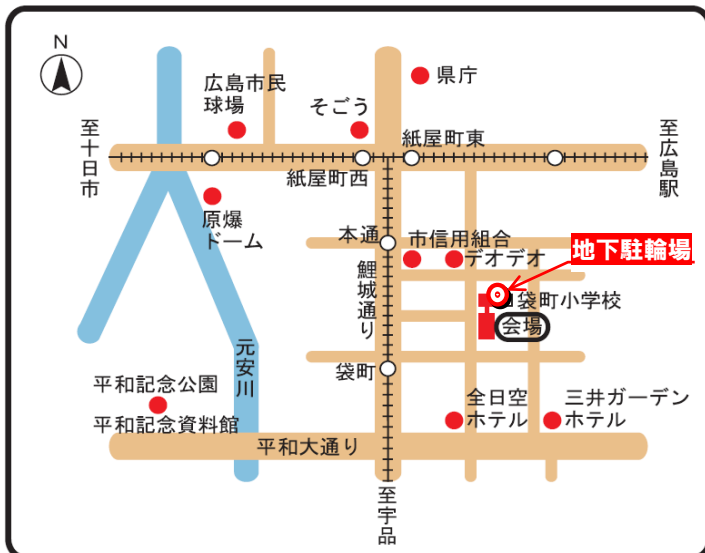 N
県庁
広島市民
球場
そごう
至十日市
紙屋町東
至広島駅
紙屋町西
原爆
ドーム
本通
市信用組合
地下駐輪場
デオデオ
鯉城通り
袋町小学校
会場
元安川
袋町
平和記念公園
平和記念資料館
全日空
ホテル
三井ガーデン
ホテル
平和大通り
至宇品